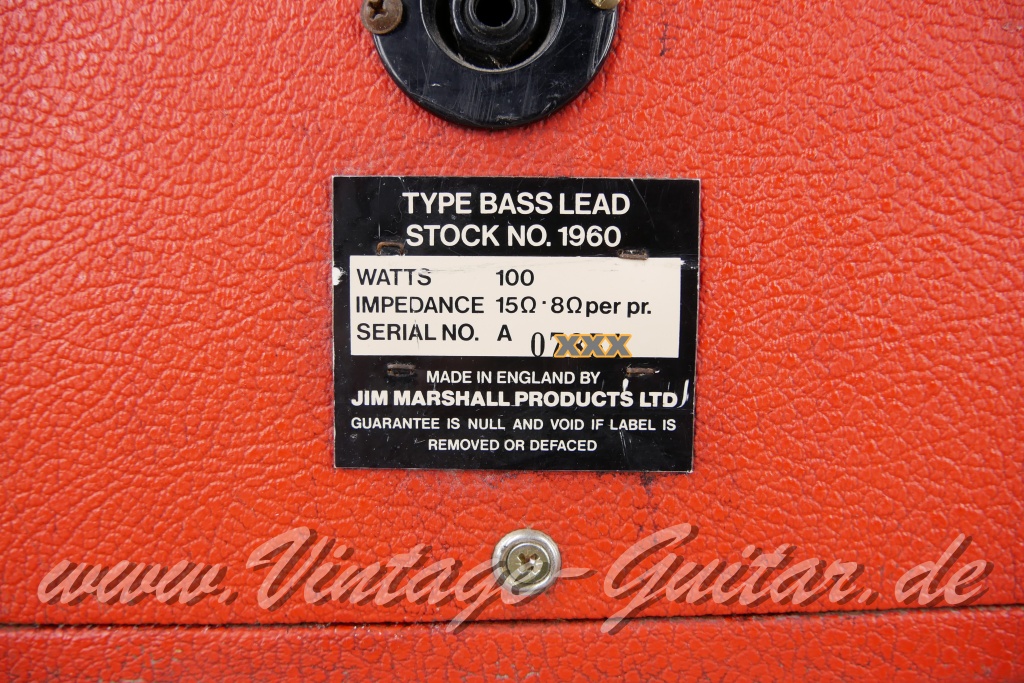 TYPE BASS LEAD
STOCK NO. 1960
WATTS 100
IMPEDANCE 15Ω · 8Ω per pr.
SERIAL NO. A 07XXX
MADE IN ENGLAND BY
JIM MARSHALL PRODUCTS LTD
GUARANTEE IS NULL AND VOID IF LABEL IS
REMOVED OR DEFACED
www.Vintage-Guitar.de